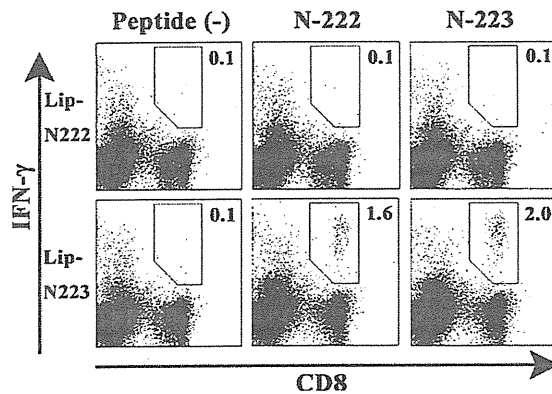 Peptide (-) N-222 N-223
Lip-N222 0.1 0.1 0.1
Lip-N223 0.1 1.6 2.0
IFN-γ
CD8